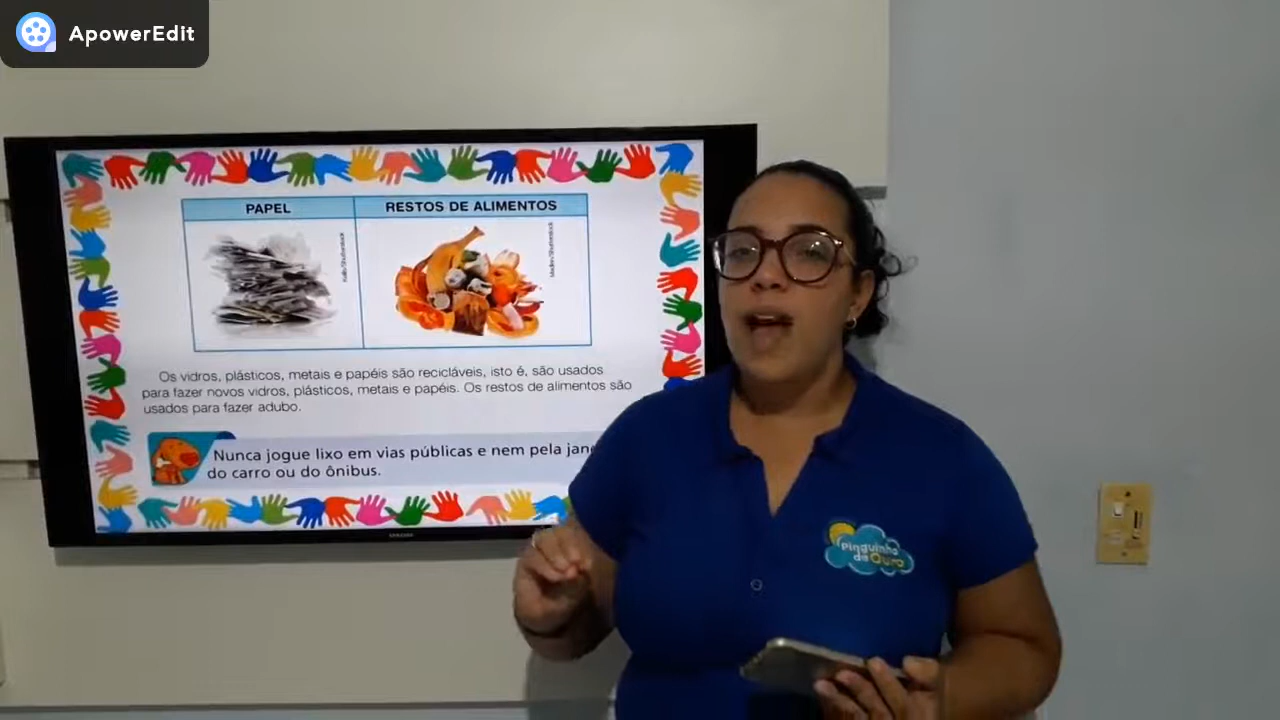 ApowerEdit
PAPEL
RESTOS DE ALIMENTOS
Os vidros, plásticos, metais e papéis são recicláveis, isto é, são usados
para fazer novos vidros, plásticos, metais e papéis. Os restos de alimentos são
usados para fazer adubo.
Nunca jogue lixo em vias públicas e nem pela jan
do carro ou do ônibus.
Pinguinho
de Ouro